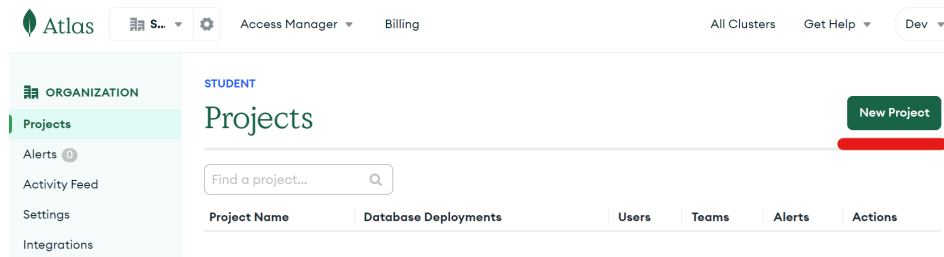 Atlas
S...
Access Manager
Billing
All Clusters
Get Help
Dev
ORGANIZATION
Projects
Alerts 0
Activity Feed
Settings
Integrations
STUDENT
Projects
New Project
Find a project...
Project Name Database Deployments Users Teams Alerts Actions